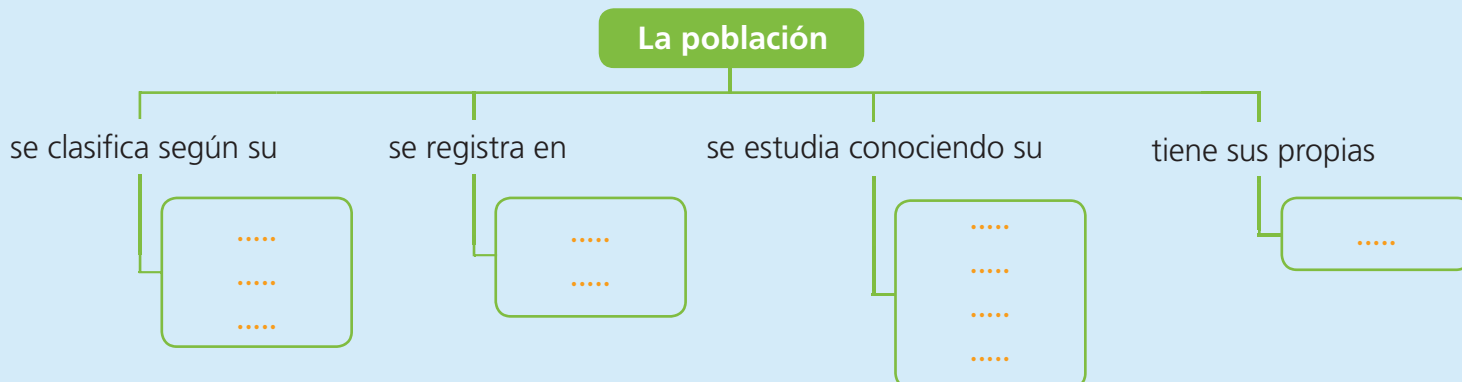 La población
se clasifica según su
se registra en
se estudia conociendo su
tiene sus propias
.....
.....
.....
.....
.....
.....
.....
.....
.....
.....